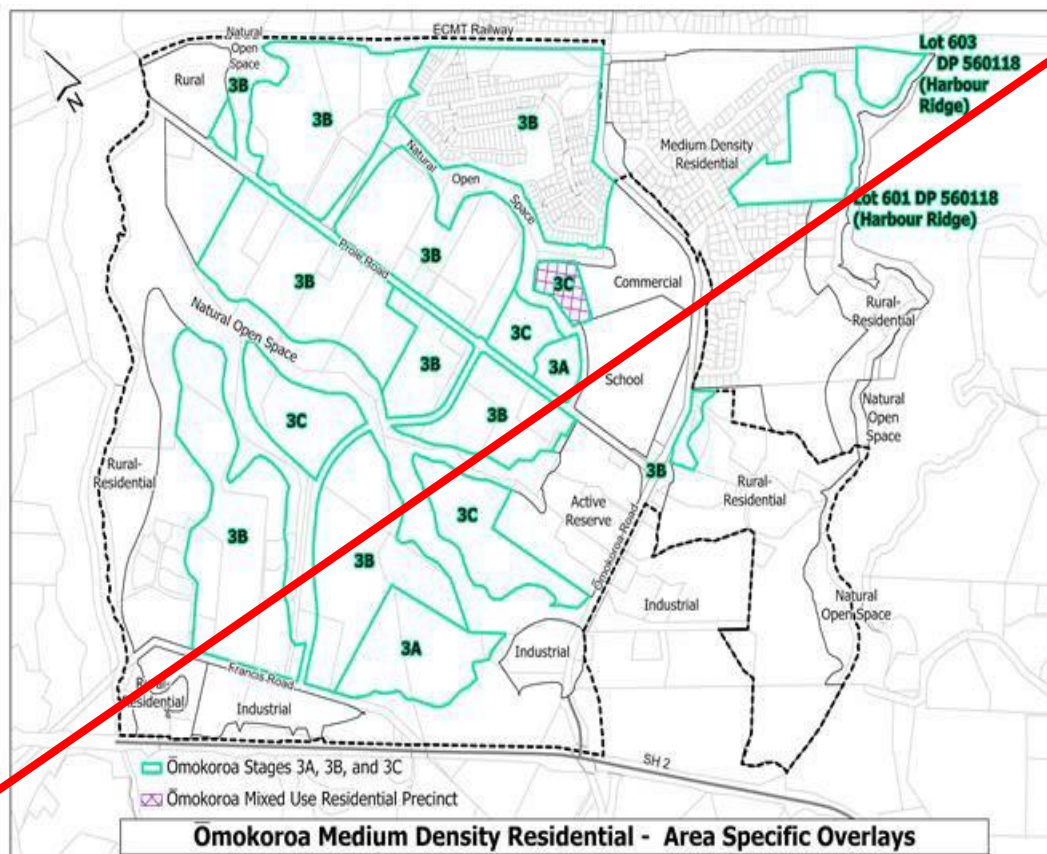 ECMT Railway
Natural
Open
Space
Rural
3B
3B
3B
Lot 603
DP 560118
(Harbour
Ridge)
Medium Density
Residential
Natural
Open
Space
Lot 601 DP 560118
(Harbour Ridge)
N
3B
Prole Road
3B
3C
Commercial
Rural-
Residential
Natural Open Space
3C
3A
3B
School
3C
3B
Natural
Open
Space
Rural-
Residential
3B
Rural-
Residential
3C
Active
Reserve
3B
3B
Ōmokoroa Road
Industrial
Natural
Open Space
3A
Industrial
Francis Road
Rural-
Residential
Industrial
SH 2
Ōmokoroa Stages 3A, 3B, and 3C
Ōmokoroa Mixed Use Residential Precinct
Ōmokoroa Medium Density Residential - Area Specific Overlays